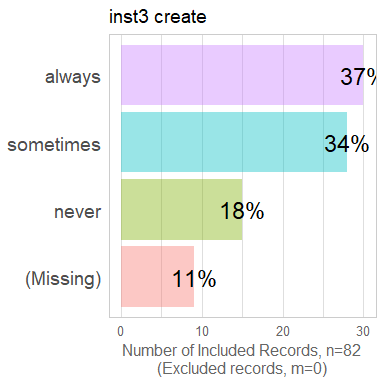 inst3 create
always
37%
sometimes
34%
never
18%
(Missing)
11%
0 10 20 30
Number of Included Records, n=82
(Excluded records, m=0)